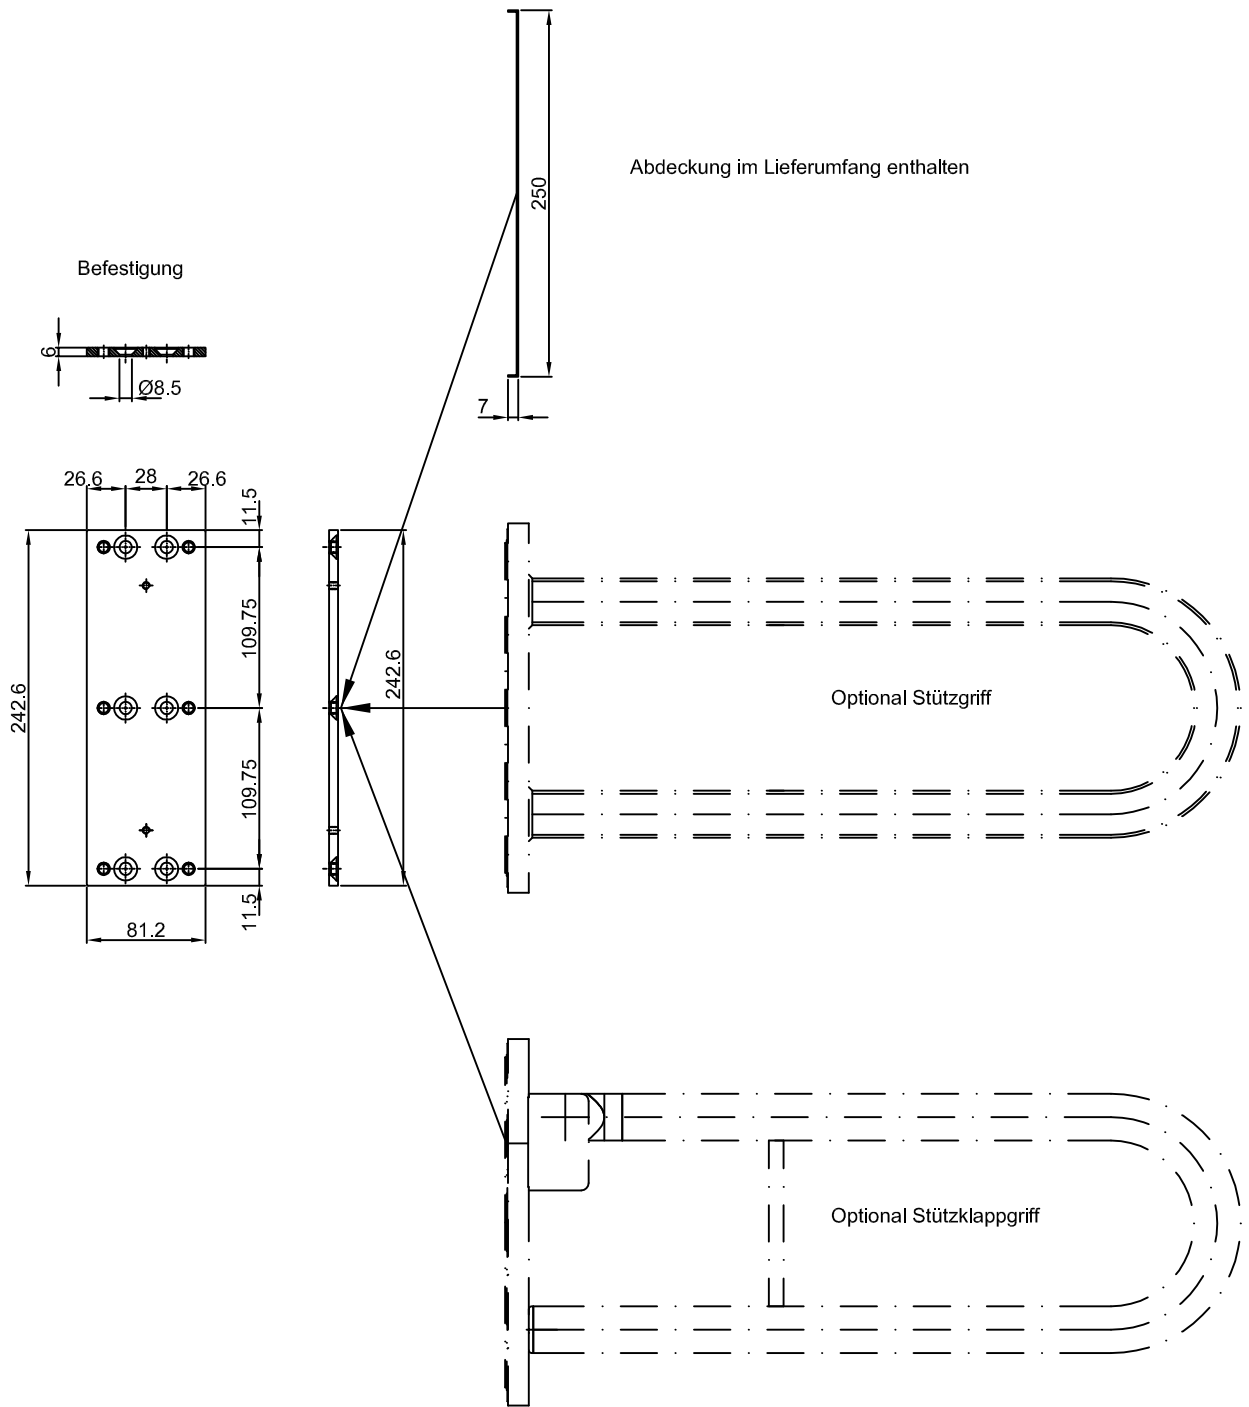 250
Abdeckung im Lieferumfang enthalten
Befestigung
6
Ø8.5
7
26.6
28
26.6
11.5
109.75
242.6
242.6
Optional Stützgriff
109.75
11.5
81.2
Optional Stützklappgriff